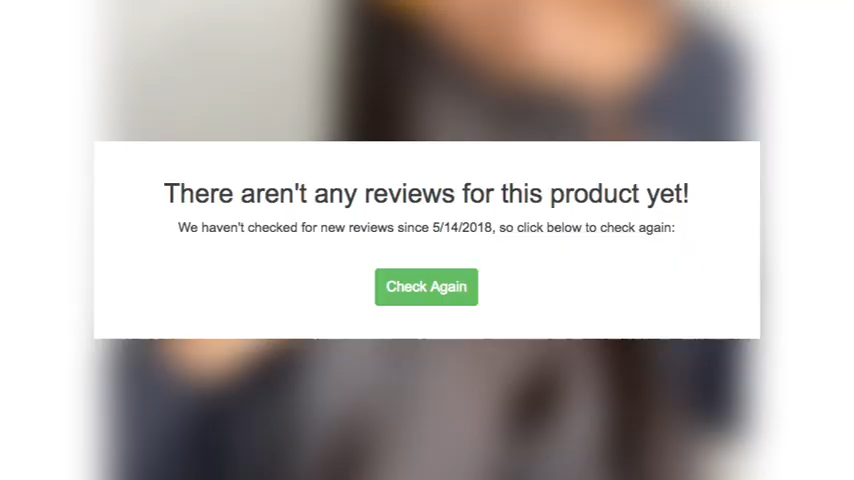 There aren't any reviews for this product yet!
We haven't checked for new reviews since 5/14/2018, so click below to check again:
Check Again